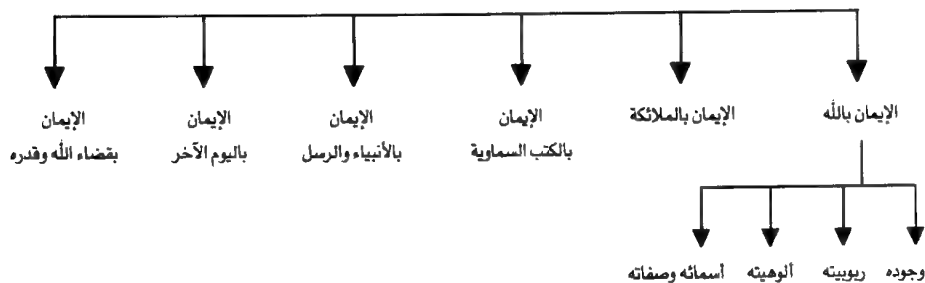 الإيمان بالله
الإيمان بالملائكة
الإيمان
بالكتب السماوية
الإيمان
بالأنبياء والرسل
الإيمان
باليوم الآخر
الإيمان
بقضاء الله وقدره
وجوده
ربوبيته
ألوهيته
أسمائه وصفاته